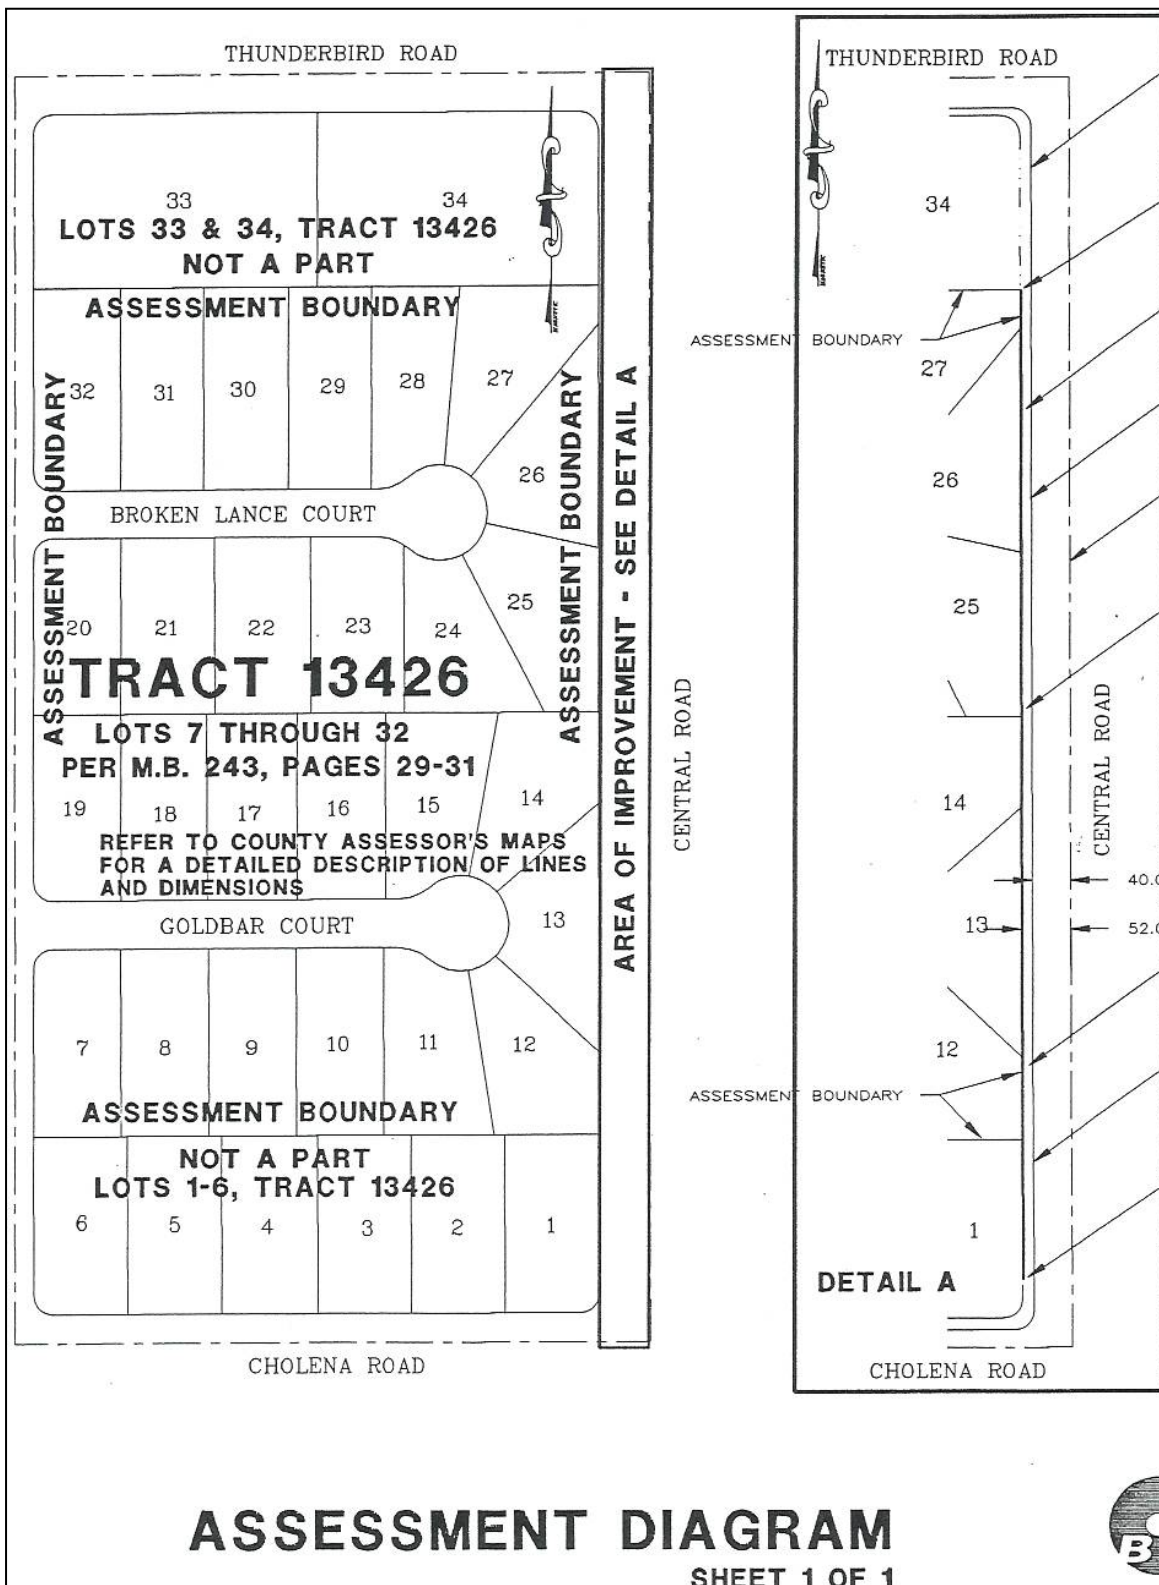 THUNDERBIRD ROAD
33
34
LOTS 33 & 34, TRACT 13426
NOT A PART
ASSESSMENT BOUNDARY
32
31
30
29
28
27
26
ASSESSMENT BOUNDARY
ASSESSMENT BOUNDARY
AREA OF IMPROVEMENT - SEE DETAIL A
BROKEN LANCE COURT
20
21
22
23
24
25
TRACT 13426
LOTS 7 THROUGH 32
PER M.B. 243, PAGES 29-31
19
18
17
16
15
14
REFER TO COUNTY ASSESSOR'S MAPS
FOR A DETAILED DESCRIPTION OF LINES
AND DIMENSIONS
GOLDBAR COURT
13
CENTRAL ROAD
7
8
9
10
11
12
ASSESSMENT BOUNDARY
NOT A PART
LOTS 1-6, TRACT 13426
6
5
4
3
2
1
CHOLENA ROAD
THUNDERBIRD ROAD
34
ASSESSMENT BOUNDARY
27
26
25
14
CENTRAL ROAD
40.0
13
52.0
12
ASSESSMENT BOUNDARY
1
DETAIL A
CHOLENA ROAD
ASSESSMENT DIAGRAM
SHEET 1 OF 1
B